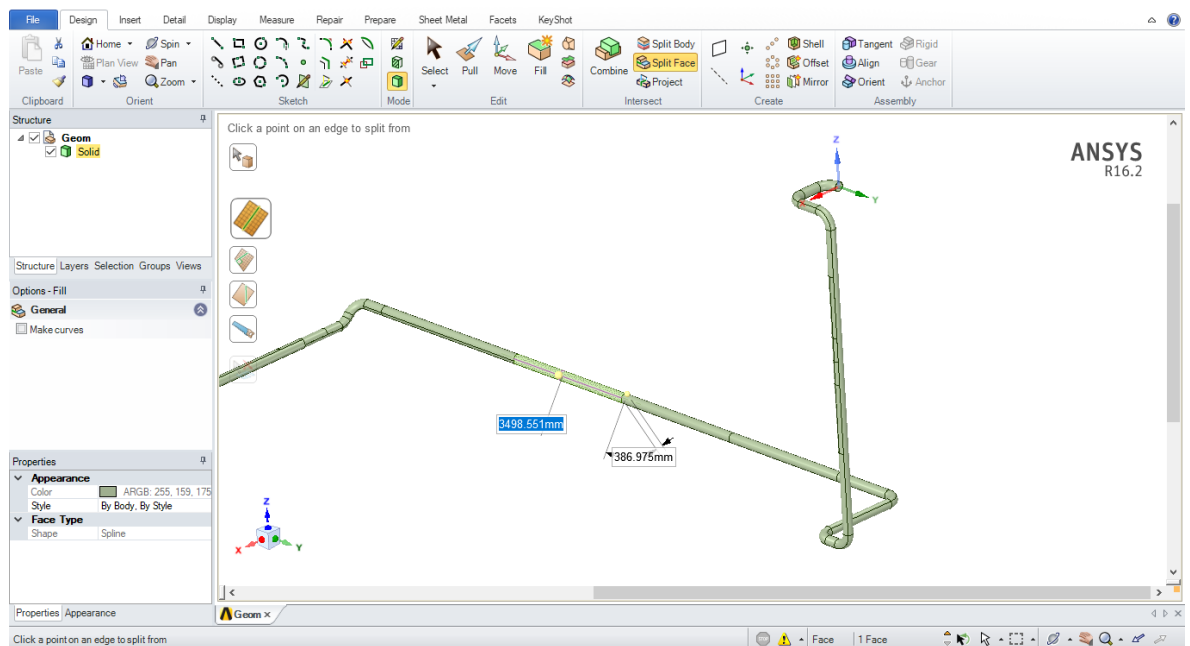 File Design Insert Detail Display Measure Repair Prepare Sheet Metal Facets KeyShot
Paste
Home Spin
Plan View Pan
Zoom
Select Pull Move Fill
Combine
Split Body
Split Face
Project
Shell
Offset
Mirror
Tangent Rigid
Align Gear
Orient Anchor
Clipboard Orient Sketch Mode Edit Intersect Create Assembly
Structure
Geom
Solid
Structure Layers Selection Groups Views
Options - Fill
General
Make curves
Properties
Appearance
Color ARGB: 255, 159, 175
Style By Body, By Style
Face Type
Shape Spline
Properties Appearance
Click a point on an edge to split from
ANSYS
R16.2
Z
Y
3498.551mm
386.975mm
Z
X
Y
Geom
Click a point on an edge to split from
Face 1 Face